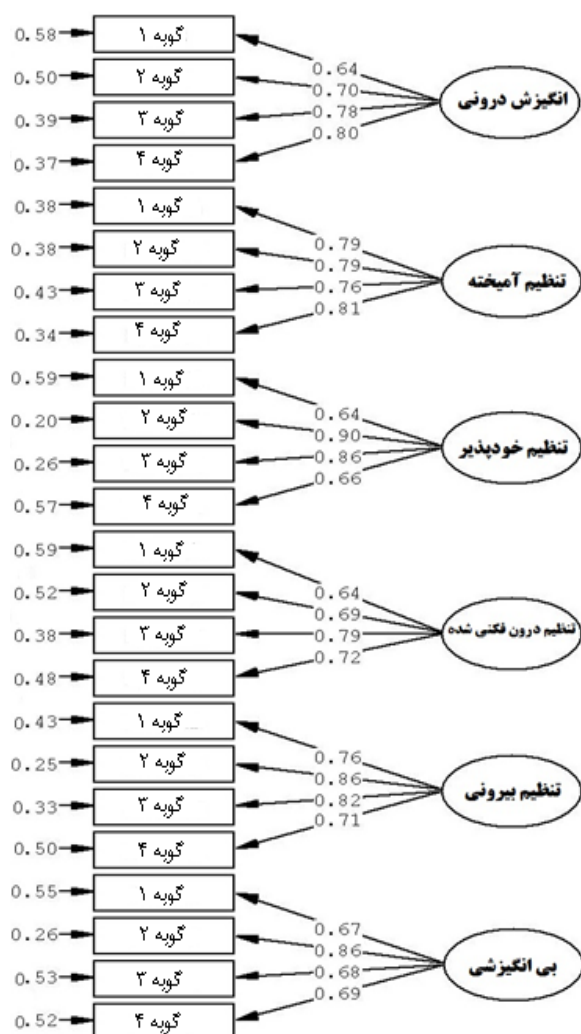 0.58 گویه ۱ 0.64
0.50 گویه ۲ 0.70
0.39 گویه ۳ 0.78
0.37 گویه ۴ 0.80
انگیزش درونی
0.38 گویه ۱ 0.79
0.38 گویه ۲ 0.79
0.43 گویه ۳ 0.76
0.34 گویه ۴ 0.81
تنظیم آمیخته
0.59 گویه ۱ 0.64
0.20 گویه ۲ 0.90
0.26 گویه ۳ 0.86
0.57 گویه ۴ 0.66
تنظیم خودپذیر
0.59 گویه ۱ 0.64
0.52 گویه ۲ 0.69
0.38 گویه ۳ 0.79
0.48 گویه ۴ 0.72
تنظیم درون فکنی شده
0.43 گویه ۱ 0.76
0.25 گویه ۲ 0.86
0.33 گویه ۳ 0.82
0.50 گویه ۴ 0.71
تنظیم بیرونی
0.55 گویه ۱ 0.67
0.26 گویه ۲ 0.86
0.53 گویه ۳ 0.68
0.52 گویه ۴ 0.69
بی انگیزشی